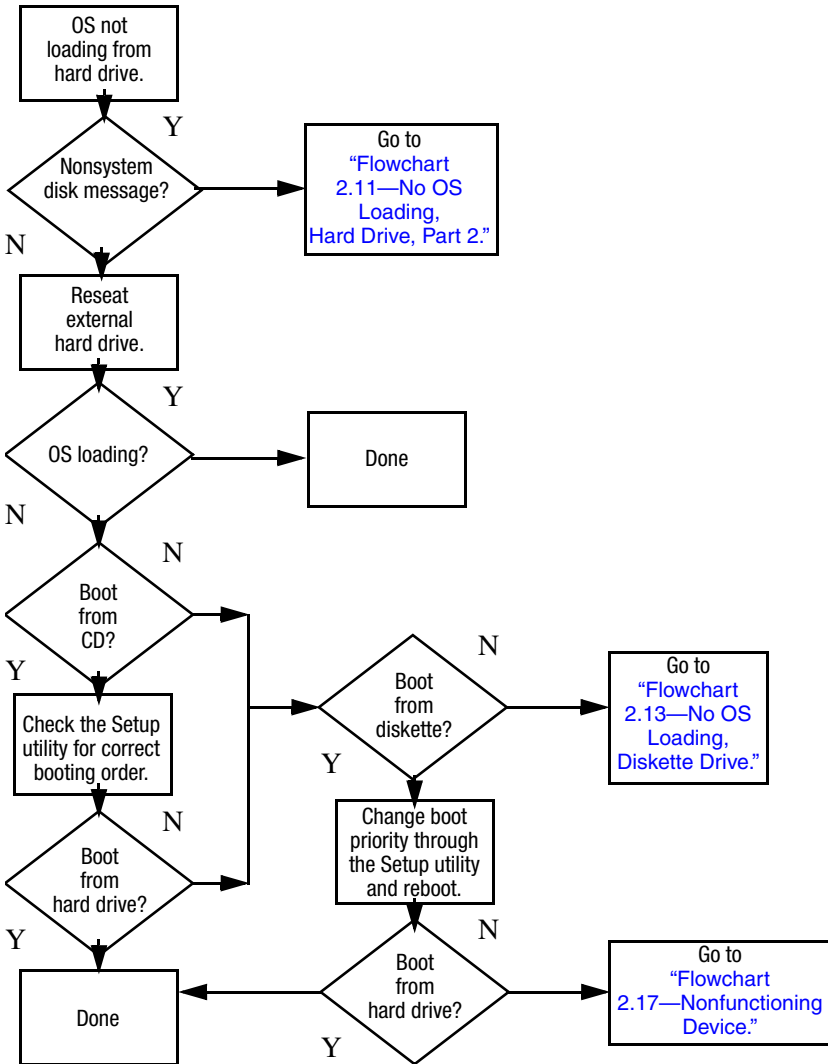 OS not
loading from
hard drive.
Y
Nonsystem
disk message?
Go to
“Flowchart
2.11—No OS
Loading,
Hard Drive, Part 2.”
N
Reseat
external
hard drive.
Y
OS loading?
Done
N
N
Boot
from
CD?
Y
Check the Setup
utility for correct
booting order.
N
Boot
from
hard drive?
Y
Done
N
Boot
from
diskette?
Go to
“Flowchart
2.13—No OS
Loading,
Diskette Drive.”
Y
Change boot
priority through
the Setup utility
and reboot.
N
Boot
from
hard drive?
Go to
“Flowchart
2.17—Nonfunctioning
Device.”
Y